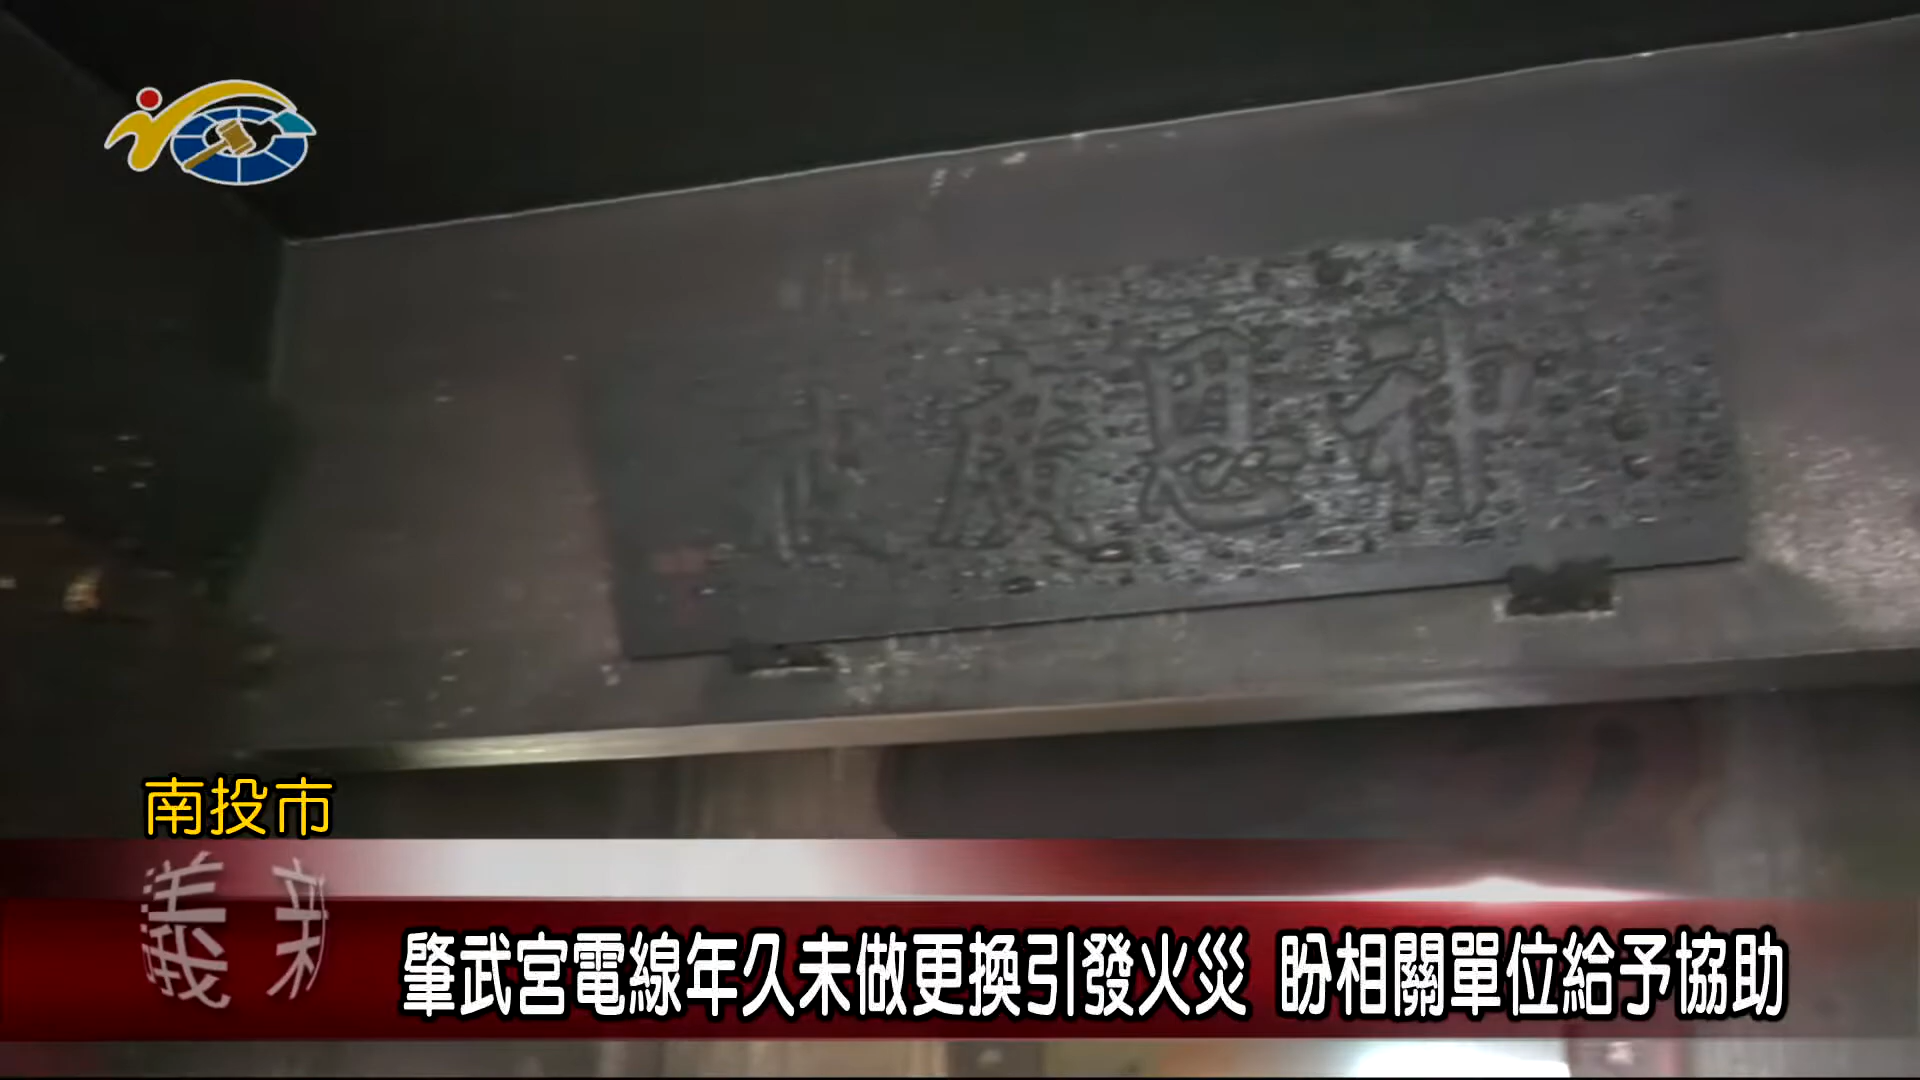 神恩廣被
南投市
肇武宮電線年久未做更換引發火災 盼相關單位給予協助